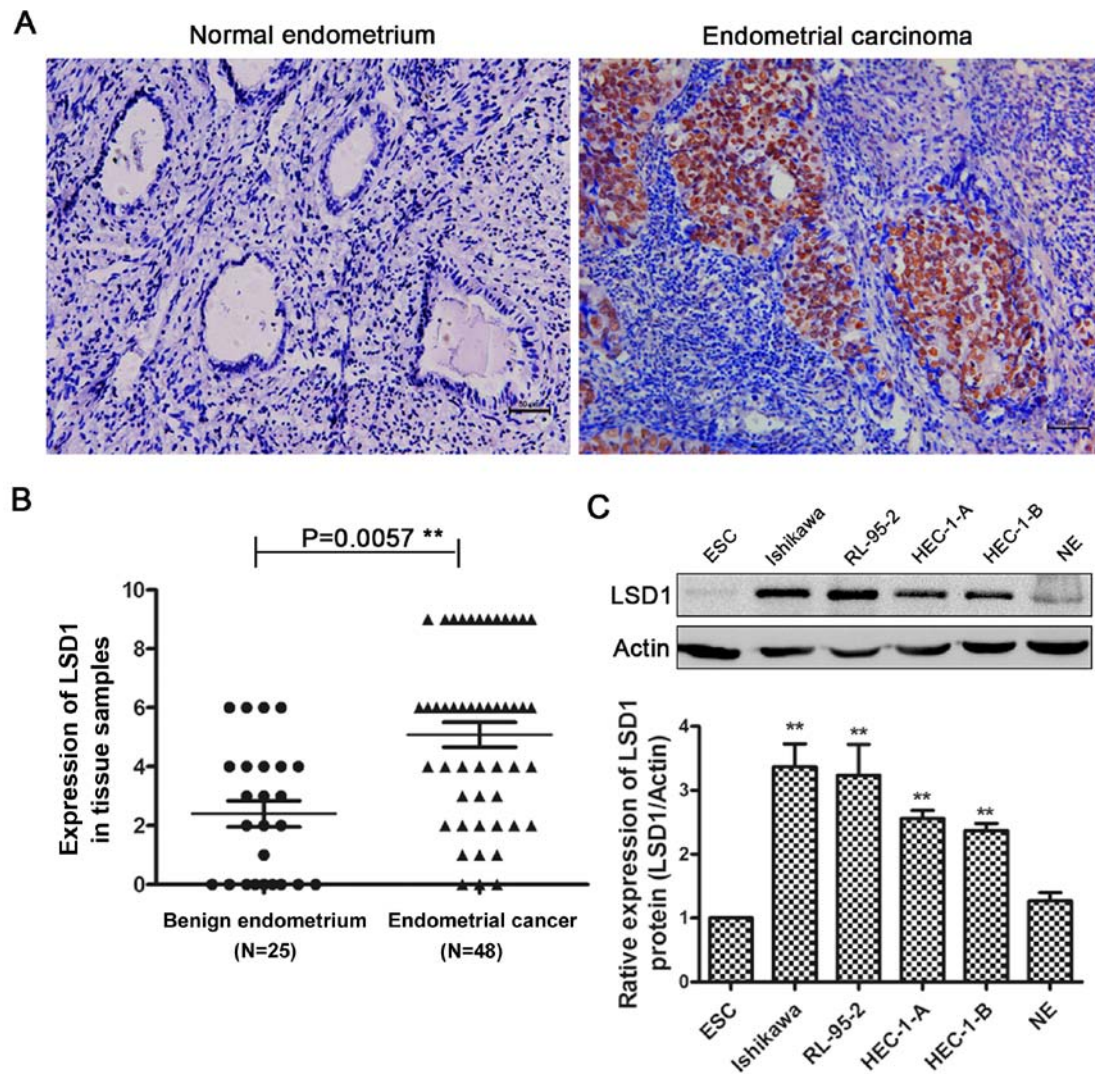 A
Normal endometrium
Endometrial carcinoma
50 μm
B
P=0.0057 **
Expression of LSD1
in tissue samples
10
8
6
4
2
0
Benign endometrium
(N=25)
Endometrial cancer
(N=48)
C
ESC
Ishikawa
RL-95-2
HEC-1-A
HEC-1-B
NE
LSD1
Actin
Rative expression of LSD1
protein (LSD1/Actin)
4
3
2
1
0
**
**
**
**
ESC
Ishikawa
RL-95-2
HEC-1-A
HEC-1-B
NE